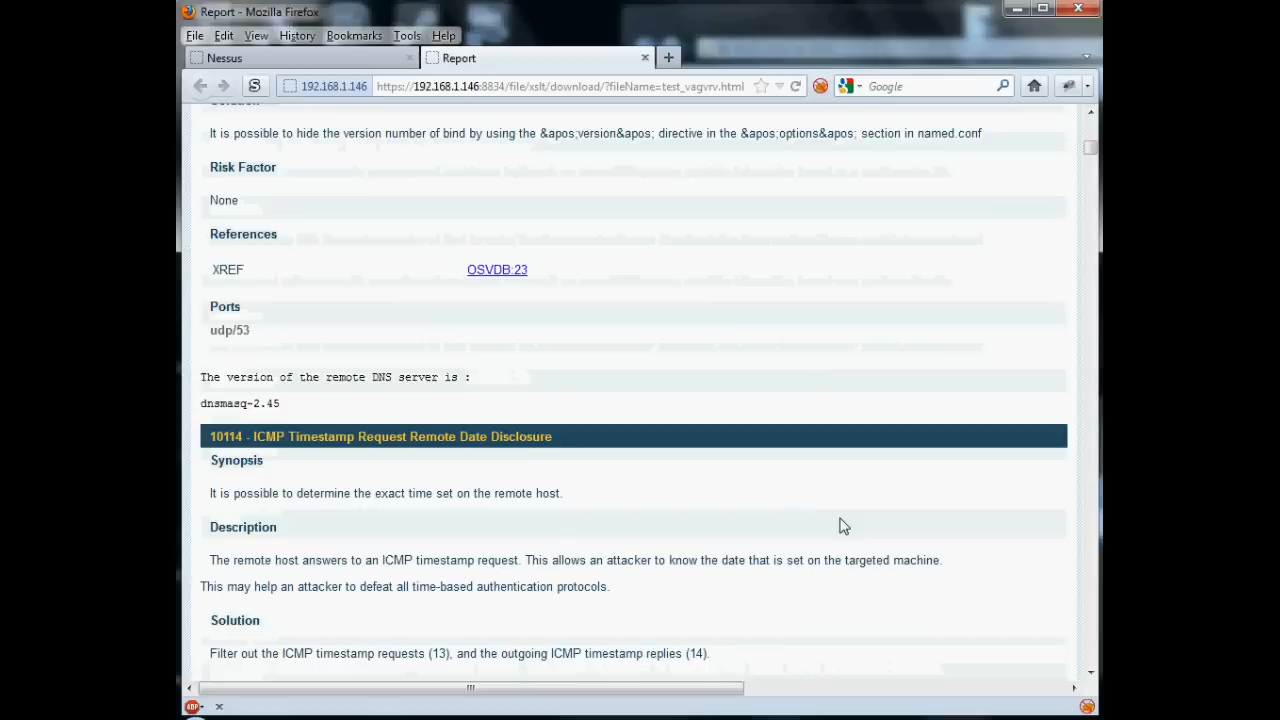 Report - Mozilla Firefox
File Edit View History Bookmarks Tools Help
Nessus
Report
192.168.1.146 https://192.168.1.146:8834/file/xslt/download/?fileName=test_vagvrv.html
Google
Solution
It is possible to hide the version number of bind by using the &apos;version&apos; directive in the &apos;options&apos; section in named.conf
Risk Factor
None
References
XREF OSVDB:23
Ports
udp/53
The version of the remote DNS server is :
dnsmasq-2.45
10114 - ICMP Timestamp Request Remote Date Disclosure
Synopsis
It is possible to determine the exact time set on the remote host.
Description
The remote host answers to an ICMP timestamp request. This allows an attacker to know the date that is set on the targeted machine.
This may help an attacker to defeat all time-based authentication protocols.
Solution
Filter out the ICMP timestamp requests (13), and the outgoing ICMP timestamp replies (14).
ABP